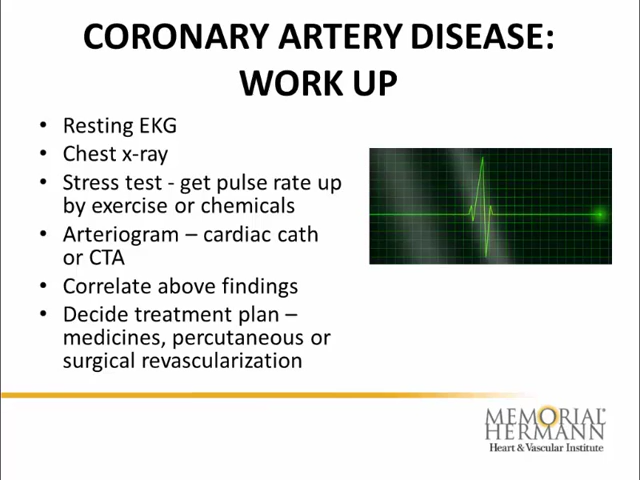 CORONARY ARTERY DISEASE:
WORK UP
• Resting EKG
• Chest x-ray
• Stress test - get pulse rate up
by exercise or chemicals
• Arteriogram – cardiac cath
or CTA
• Correlate above findings
• Decide treatment plan –
medicines, percutaneous or
surgical revascularization
MEMORIAL®
HERMANN
Heart & Vascular Institute